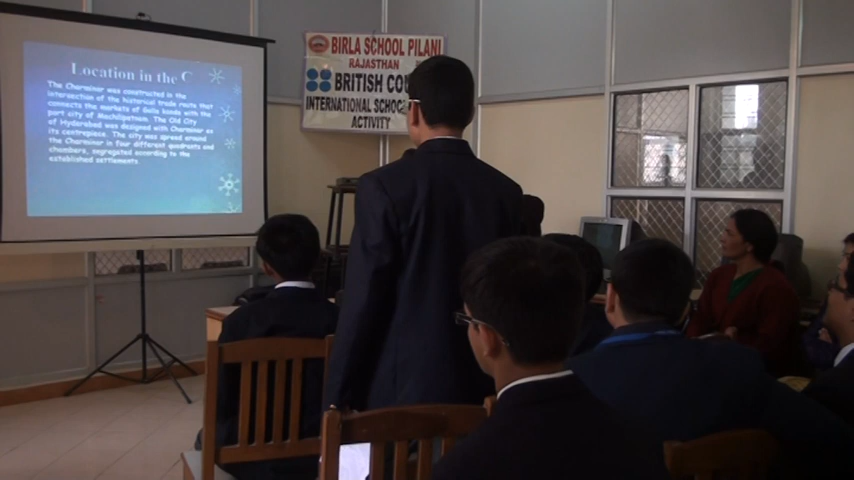 Location in the C
The Charminar was constructed in the
intersection of the historical trade route that
connects the markets of Golla konda with the
port city of Machilipatnam. The Old City
of Hyderabad was designed with Charminar as
its centrepiece. The city was spread around
the Charminar in four different quadrants and
chambers, segregated according to the
established settlements
BIRLA SCHOOL PILANI
RAJASTHAN
BRITISH COU
INTERNATIONAL SCHOO
ACTIVITY